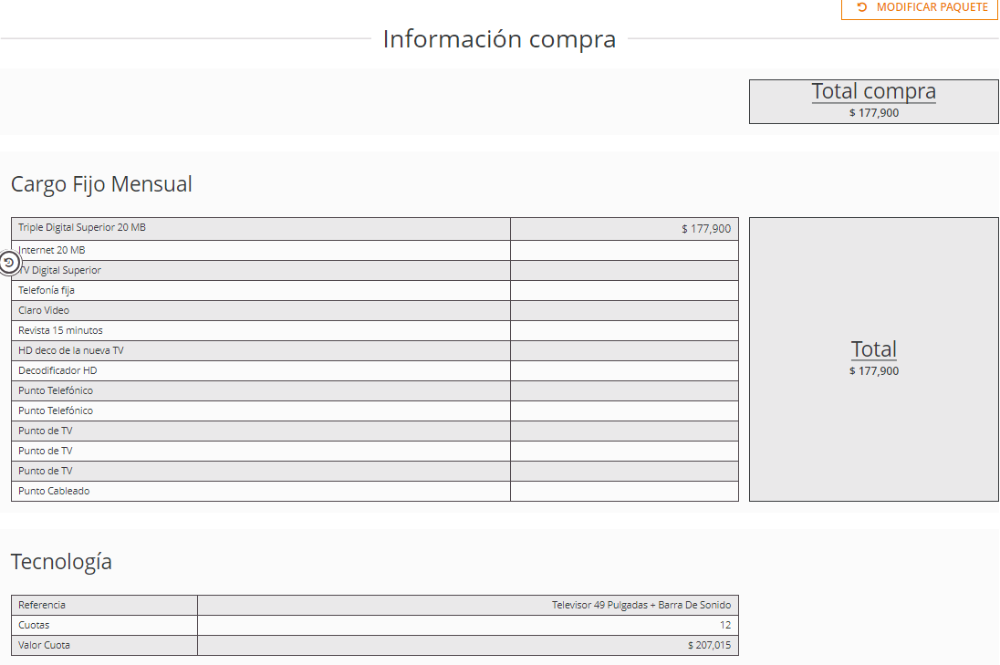 MODIFICAR PAQUETE
Información compra
Total compra
$ 177,900
Cargo Fijo Mensual
Triple Digital Superior 20 MB $ 177,900
Internet 20 MB
TV Digital Superior
Telefonía fija
Claro Video
Revista 15 minutos
HD deco de la nueva TV
Decodificador HD
Punto Telefónico
Punto Telefónico
Punto de TV
Punto de TV
Punto de TV
Punto Cableado
Total
$ 177,900
Tecnología
Referencia Televisor 49 Pulgadas + Barra De Sonido
Cuotas 12
Valor Cuota $ 207,015